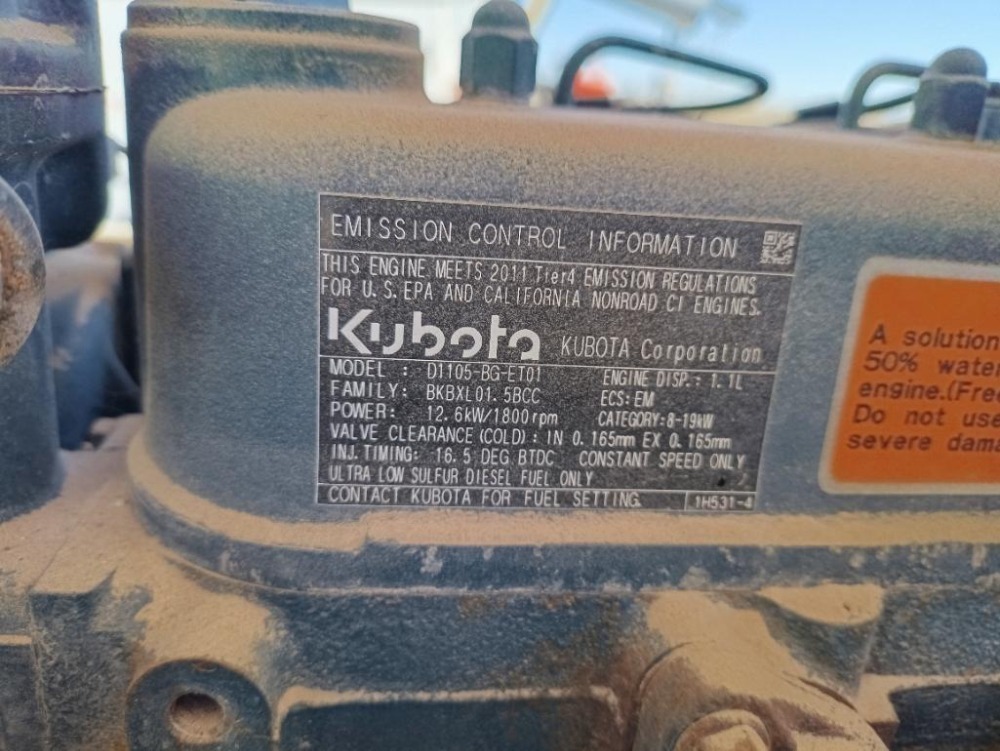 EMISSION CONTROL INFORMATION
THIS ENGINE MEETS 2011 Tier4 EMISSION REGULATIONS
FOR U.S.EPA AND CALIFORNIA NONROAD CI ENGINES.
Kubota KUBOTA Corporation
MODEL : D1105-BG-ET01 ENGINE DISP.: 1.1L
FAMILY: BKBXL01.5BCC ECS: EM
POWER: 12.6kW/1800rpm CATEGORY: 8-19kW
VALVE CLEARANCE (COLD) : IN 0.165mm EX 0.165mm
INJ. TIMING: 16.5 DEG BTDC CONSTANT SPEED ONLY
ULTRA LOW SULFUR DIESEL FUEL ONLY
CONTACT KUBOTA FOR FUEL SETTING. 1H531-4
A solution
50% water
engine.(Free
Do not use
severe dama